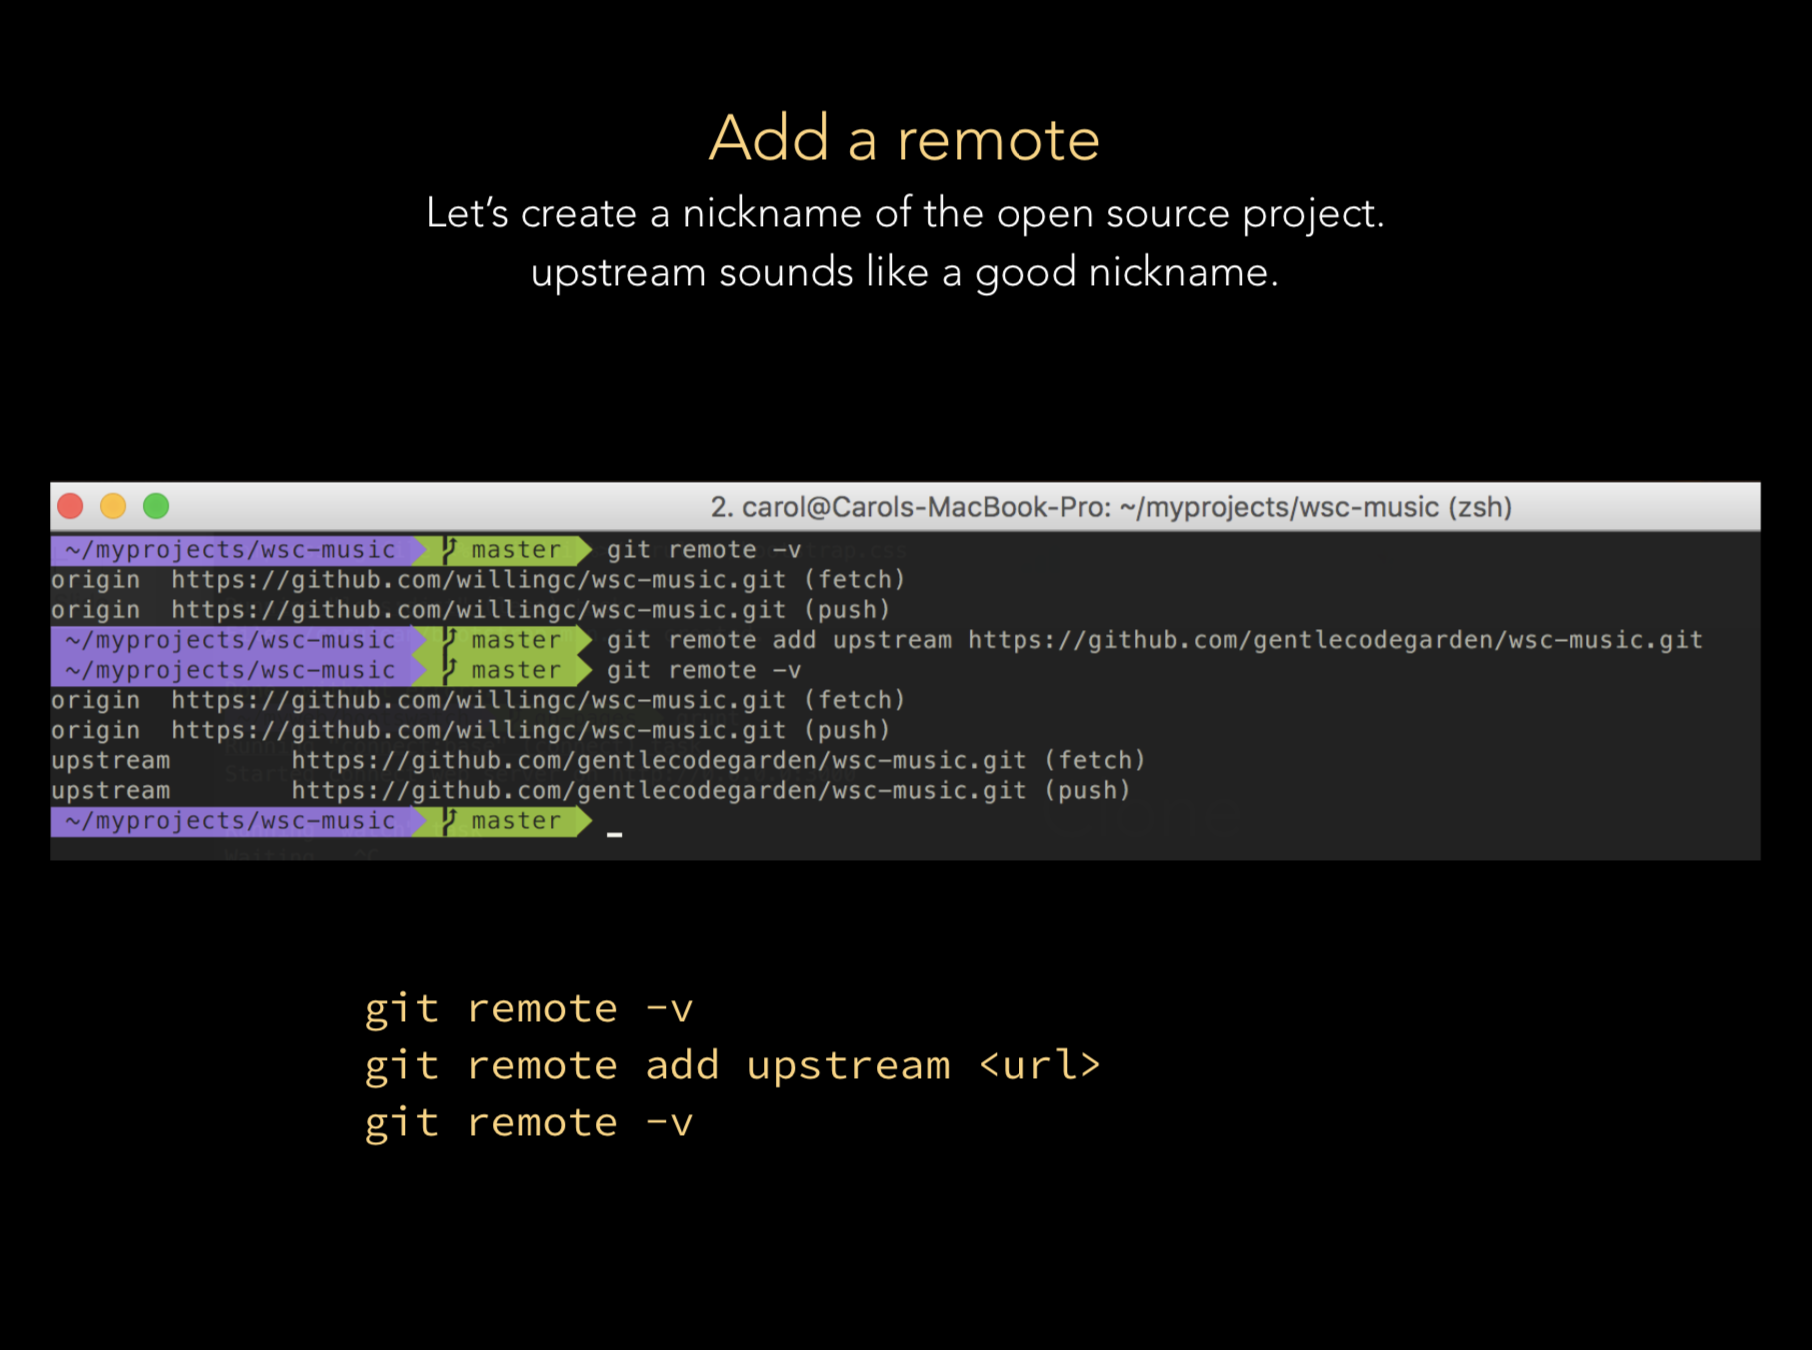 Add a remote
Let’s create a nickname of the open source project.
upstream sounds like a good nickname.
2. carol@Carols-MacBook-Pro: ~/myprojects/wsc-music (zsh)
~/myprojects/wsc-music master git remote -v
origin https://github.com/willingc/wsc-music.git (fetch)
origin https://github.com/willingc/wsc-music.git (push)
~/myprojects/wsc-music master git remote add upstream https://github.com/gentlecodegarden/wsc-music.git
~/myprojects/wsc-music master git remote -v
origin https://github.com/willingc/wsc-music.git (fetch)
origin https://github.com/willingc/wsc-music.git (push)
upstream https://github.com/gentlecodegarden/wsc-music.git (fetch)
upstream https://github.com/gentlecodegarden/wsc-music.git (push)
~/myprojects/wsc-music master _
git remote -v
git remote add upstream <url>
git remote -v